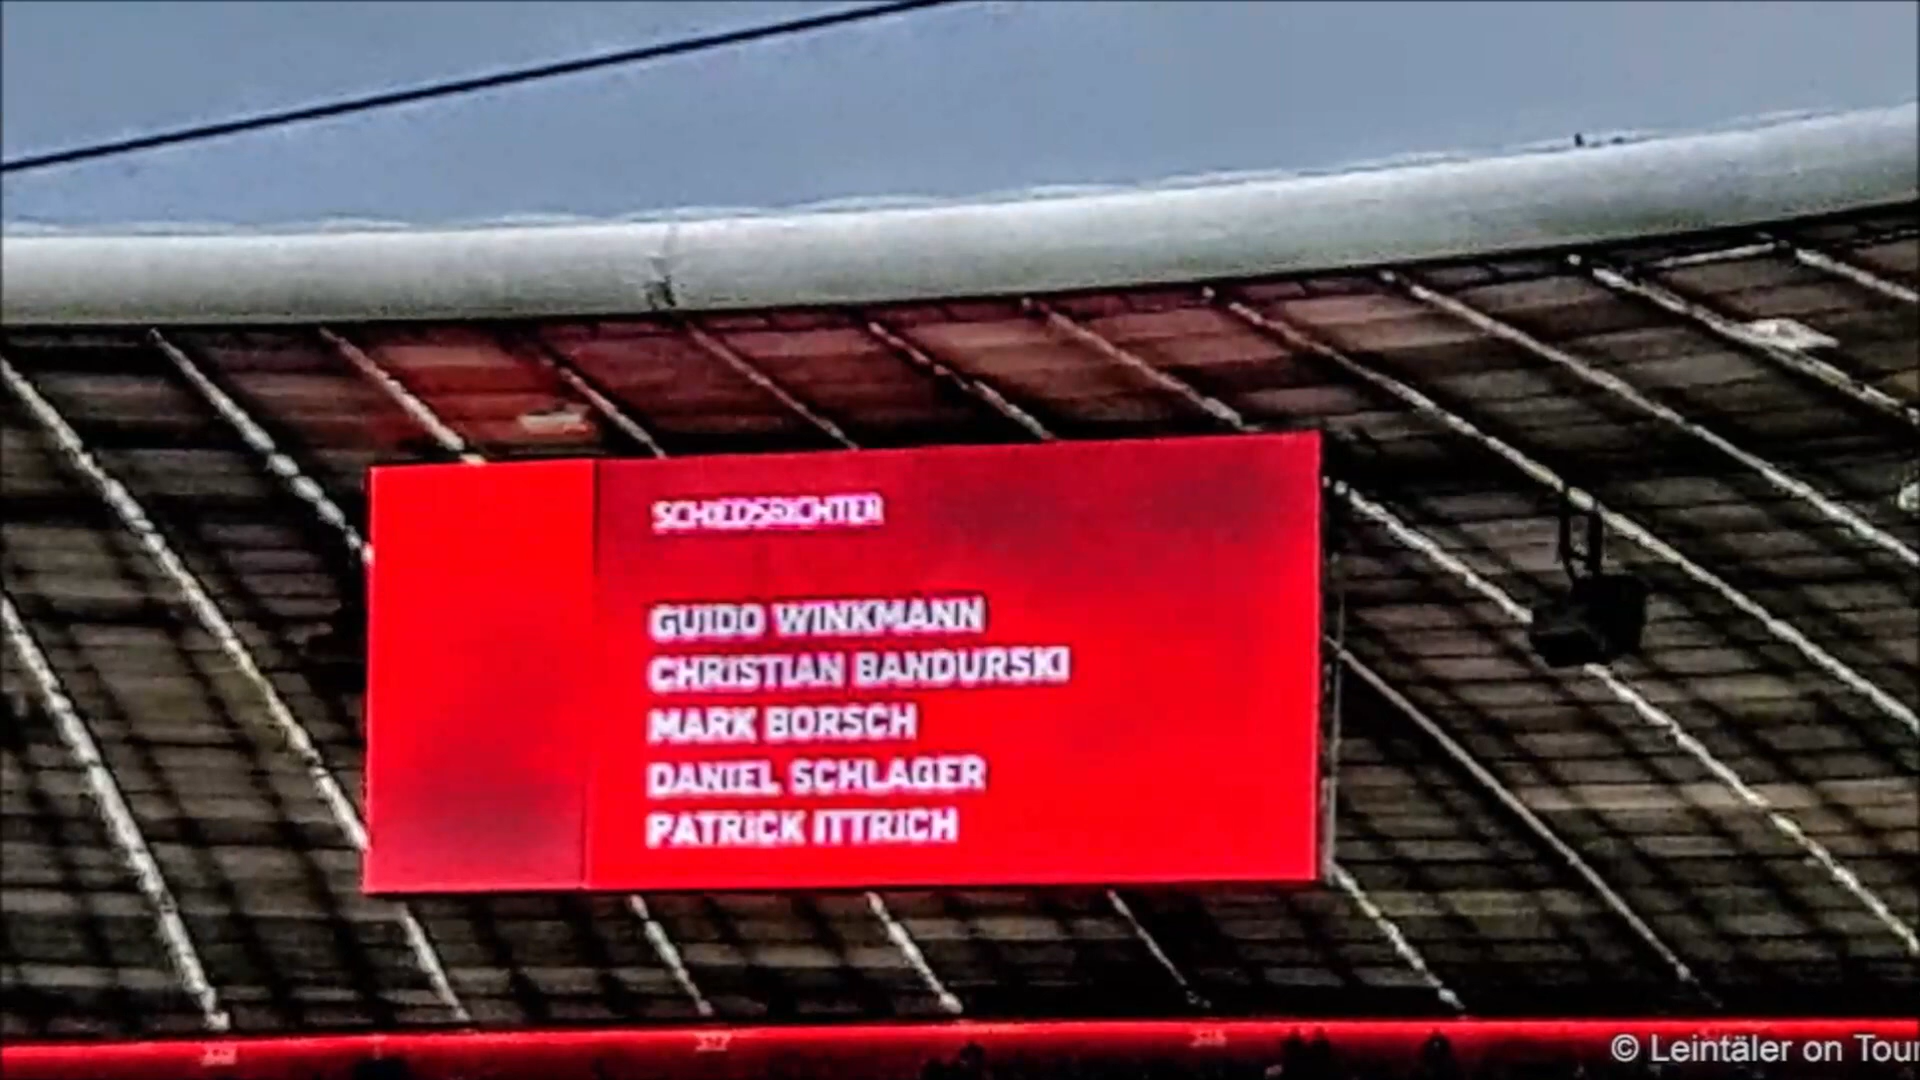 SCHIEDSRICHTER
GUIDO WINKMANN
CHRISTIAN BANDURSKI
MARK BORSCH
DANIEL SCHLAGER
PATRICK ITTRICH
© Leintäler on Tour